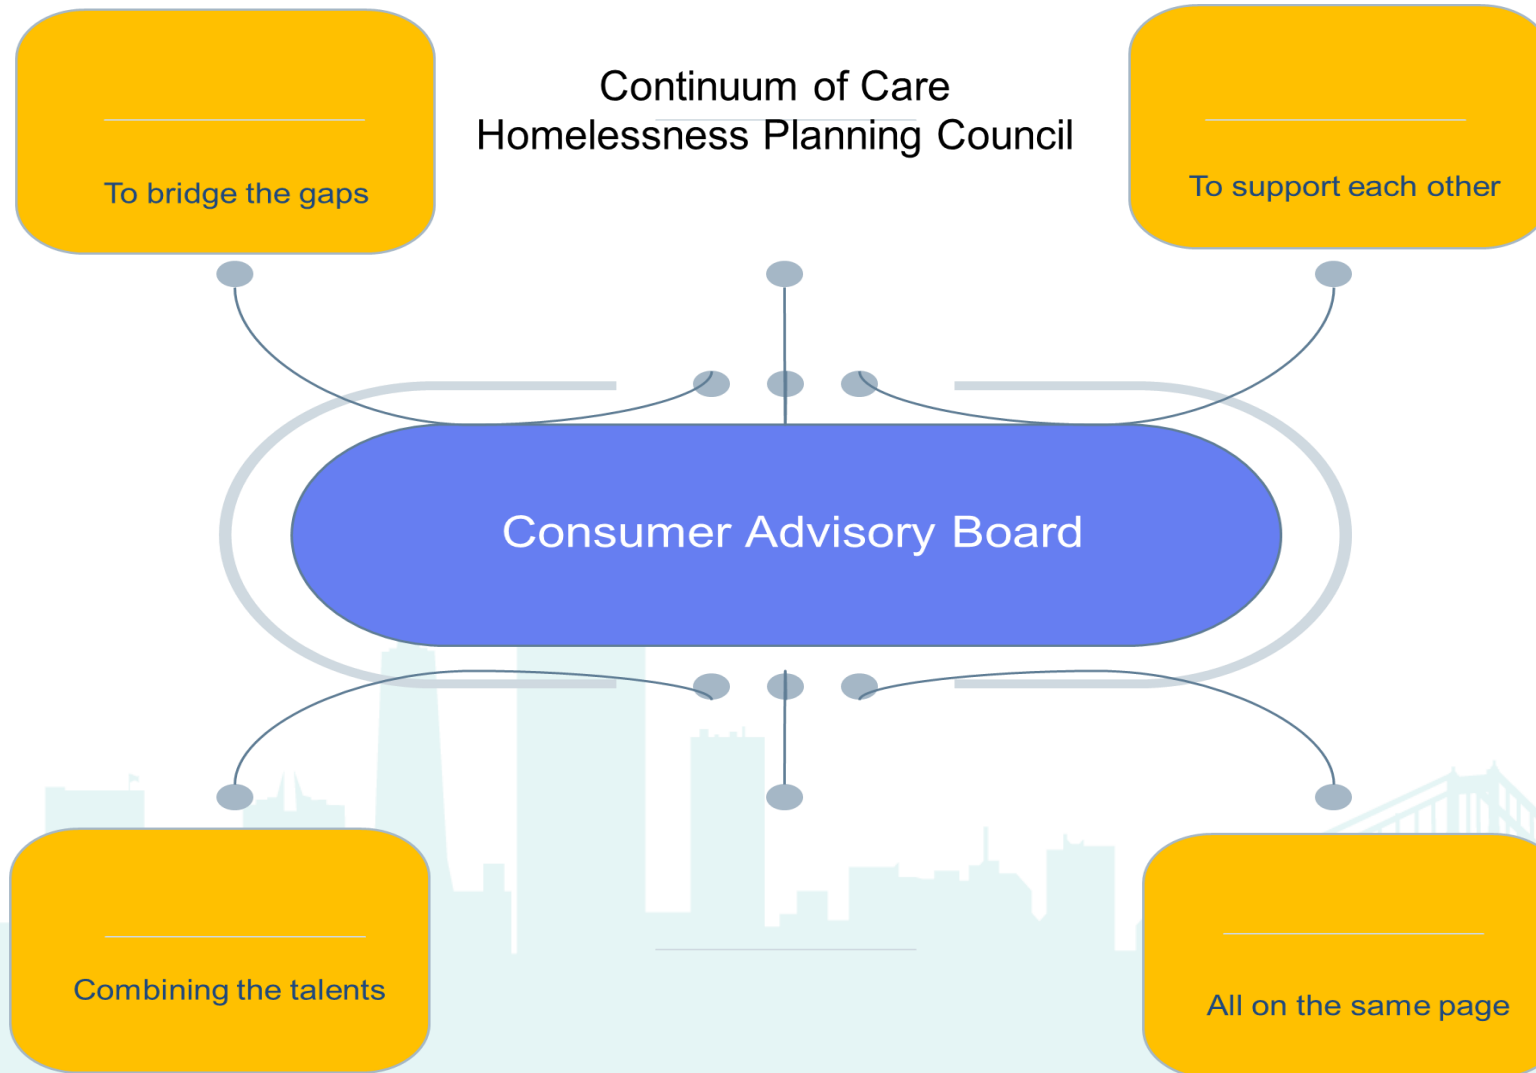 Continuum of Care
Homelessness Planning Council
To bridge the gaps
To support each other
Consumer Advisory Board
Combining the talents
All on the same page